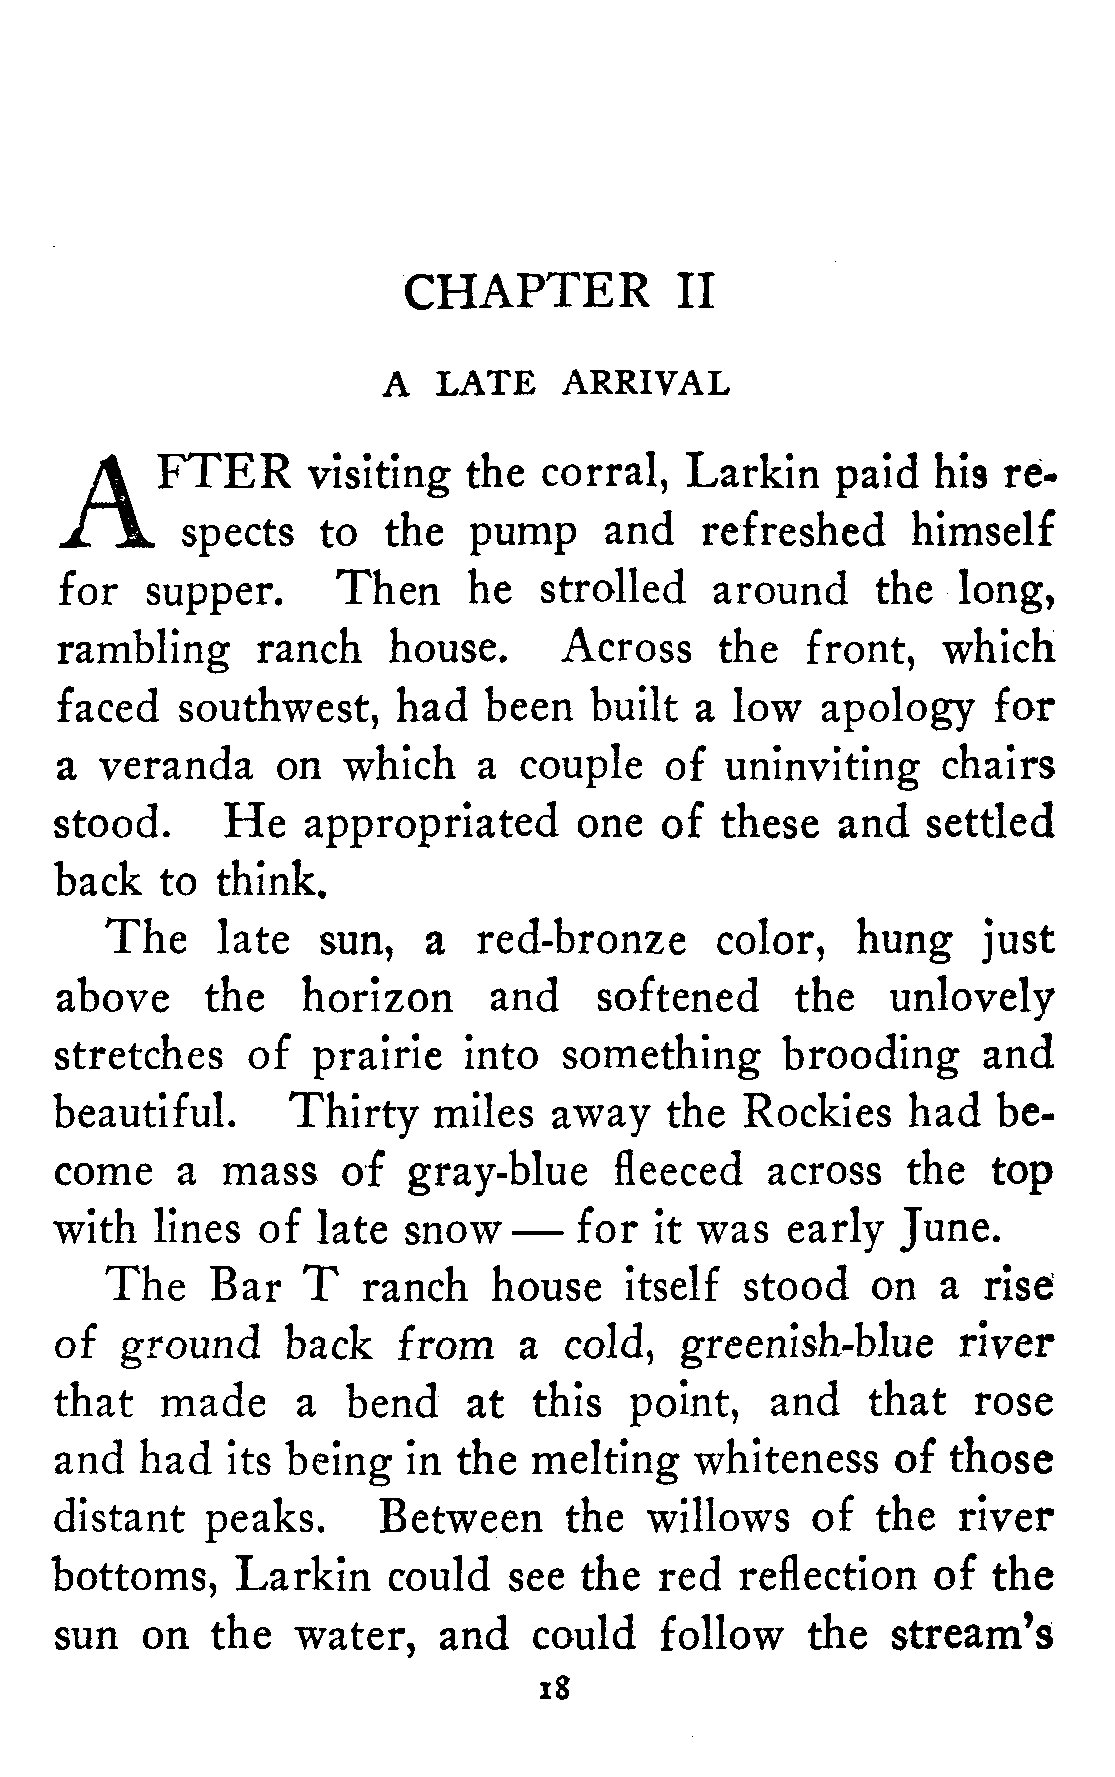 CHAPTER II
A LATE ARRIVAL
AFTER visiting the corral, Larkin paid his re-
spects to the pump and refreshed himself
for supper. Then he strolled around the long,
rambling ranch house. Across the front, which
faced southwest, had been built a low apology for
a veranda on which a couple of uninviting chairs
stood. He appropriated one of these and settled
back to think.
The late sun, a red-bronze color, hung just
above the horizon and softened the unlovely
stretches of prairie into something brooding and
beautiful. Thirty miles away the Rockies had be-
come a mass of gray-blue fleeced across the top
with lines of late snow — for it was early June.
The Bar T ranch house itself stood on a rise
of ground back from a cold, greenish-blue river
that made a bend at this point, and that rose
and had its being in the melting whiteness of those
distant peaks. Between the willows of the river
bottoms, Larkin could see the red reflection of the
sun on the water, and could follow the stream's
18